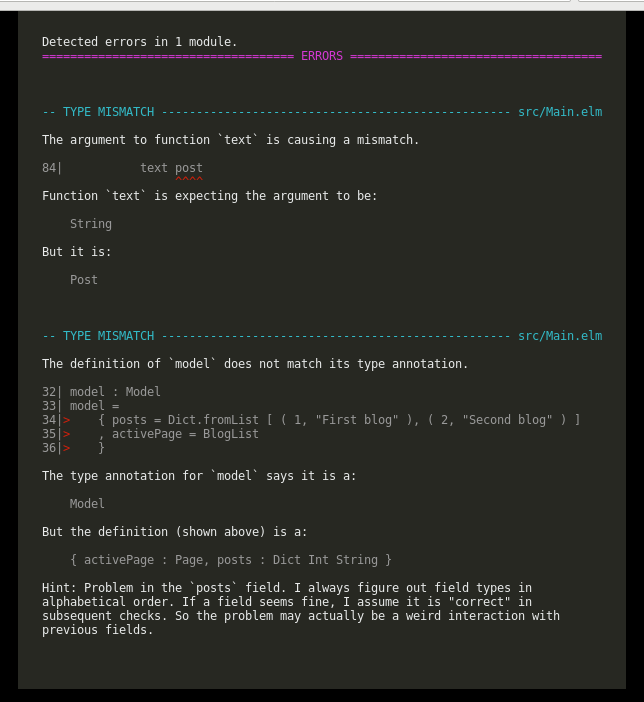 Detected errors in 1 module.
==================================== ERRORS ====================================
-- TYPE MISMATCH -------------------------------------------------- src/Main.elm
The argument to function `text` is causing a mismatch.
84|           text post
                   ^^^^
Function `text` is expecting the argument to be:
    String
But it is:
    Post
-- TYPE MISMATCH -------------------------------------------------- src/Main.elm
The definition of `model` does not match its type annotation.
32| model : Model
33| model =
34|>    { posts = Dict.fromList [ ( 1, "First blog" ), ( 2, "Second blog" ) ]
35|>    , activePage = BlogList
36|>    }
The type annotation for `model` says it is a:
    Model
But the definition (shown above) is a:
    { activePage : Page, posts : Dict Int String }
Hint: Problem in the `posts` field. I always figure out field types in
alphabetical order. If a field seems fine, I assume it is "correct" in
subsequent checks. So the problem may actually be a weird interaction with
previous fields.